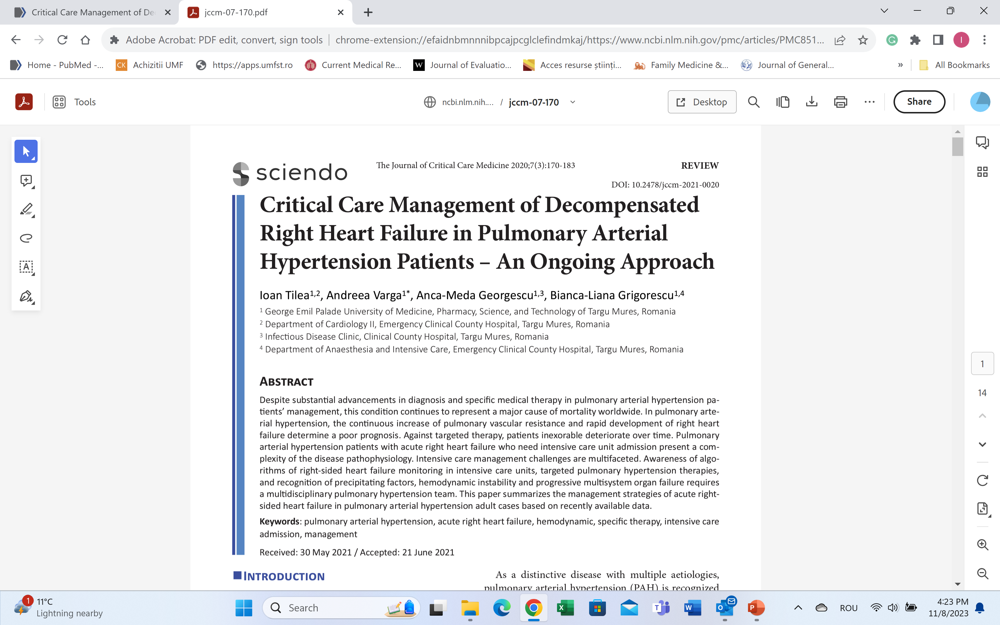 Critical Care Management of De
jccm-07-170.pdf
Adobe Acrobat: PDF edit, convert, sign tools
chrome-extension://efaidnbmnnnibpcajpcglclefindmkaj/https://www.ncbi.nlm.nih.gov/pmc/articles/PMC851...
I
Home - PubMed -...
CK
Achizitii UMF
https://apps.umfst.ro
Current Medical Re...
W
Journal of Evaluatio...
Acces resurse științi...
Family Medicine &...
Journal of General...
»
All Bookmarks
Tools
ncbi.nlm.nih.... / jccm-07-170
Desktop
Share
sciendo
The Journal of Critical Care Medicine 2020;7(3):170-183
REVIEW
DOI: 10.2478/jccm-2021-0020
Critical Care Management of Decompensated
Right Heart Failure in Pulmonary Arterial
Hypertension Patients – An Ongoing Approach
Ioan Tilea1,2, Andreea Varga1*, Anca-Meda Georgescu1,3, Bianca-Liana Grigorescu1,4
1 George Emil Palade University of Medicine, Pharmacy, Science, and Technology of Targu Mures, Romania
2 Department of Cardiology II, Emergency Clinical County Hospital, Targu Mures, Romania
3 Infectious Disease Clinic, Clinical County Hospital, Targu Mures, Romania
4 Department of Anaesthesia and Intensive Care, Emergency Clinical County Hospital, Targu Mures, Romania
ABSTRACT
Despite substantial advancements in diagnosis and specific medical therapy in pulmonary arterial hypertension pa-
tients’ management, this condition continues to represent a major cause of mortality worldwide. In pulmonary arte-
rial hypertension, the continuous increase of pulmonary vascular resistance and rapid development of right heart
failure determine a poor prognosis. Against targeted therapy, patients inexorable deteriorate over time. Pulmonary
arterial hypertension patients with acute right heart failure who need intensive care unit admission present a com-
plexity of the disease pathophysiology. Intensive care management challenges are multifaceted. Awareness of algo-
rithms of right-sided heart failure monitoring in intensive care units, targeted pulmonary hypertension therapies,
and recognition of precipitating factors, hemodynamic instability and progressive multisystem organ failure requires
a multidisciplinary pulmonary hypertension team. This paper summarizes the management strategies of acute right-
sided heart failure in pulmonary arterial hypertension adult cases based on recently available data.
Keywords: pulmonary arterial hypertension, acute right heart failure, hemodynamic, specific therapy, intensive care
admission, management
Received: 30 May 2021 / Accepted: 21 June 2021
INTRODUCTION
As a distinctive disease with multiple aetiologies,
pulmonary arterial hypertension (PAH) is recognized
1
14
1
11°C
Lightning nearby
Search
ROU
4:23 PM
11/8/2023